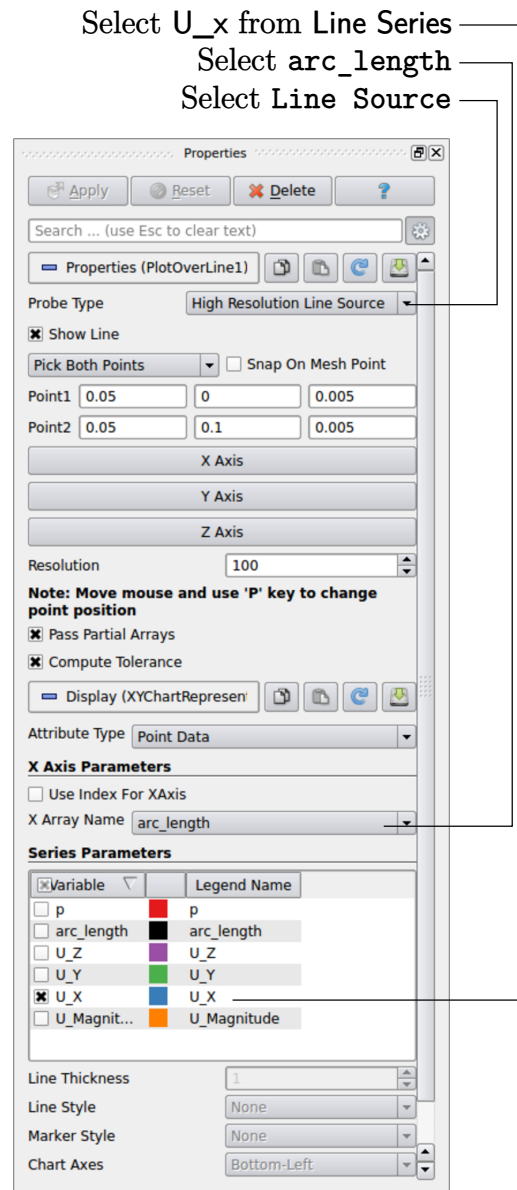 Select U_x from Line Series
Select arc_length
Select Line Source
Properties
Apply Reset Delete ?
Search ... (use Esc to clear text)
Properties (PlotOverLine1)
Probe Type High Resolution Line Source
Show Line
Pick Both Points Snap On Mesh Point
Point1 0.05 0 0.005
Point2 0.05 0.1 0.005
X Axis
Y Axis
Z Axis
Resolution 100
Note: Move mouse and use 'P' key to change
point position
Pass Partial Arrays
Compute Tolerance
Display (XYChartRepresen
Attribute Type Point Data
X Axis Parameters
Use Index For XAxis
X Array Name arc_length
Series Parameters
Variable Legend Name
p p
arc_length arc_length
U_Z U_Z
U_Y U_Y
U_X U_X
U_Magnit... U_Magnitude
Line Thickness 1
Line Style None
Marker Style None
Chart Axes Bottom-Left